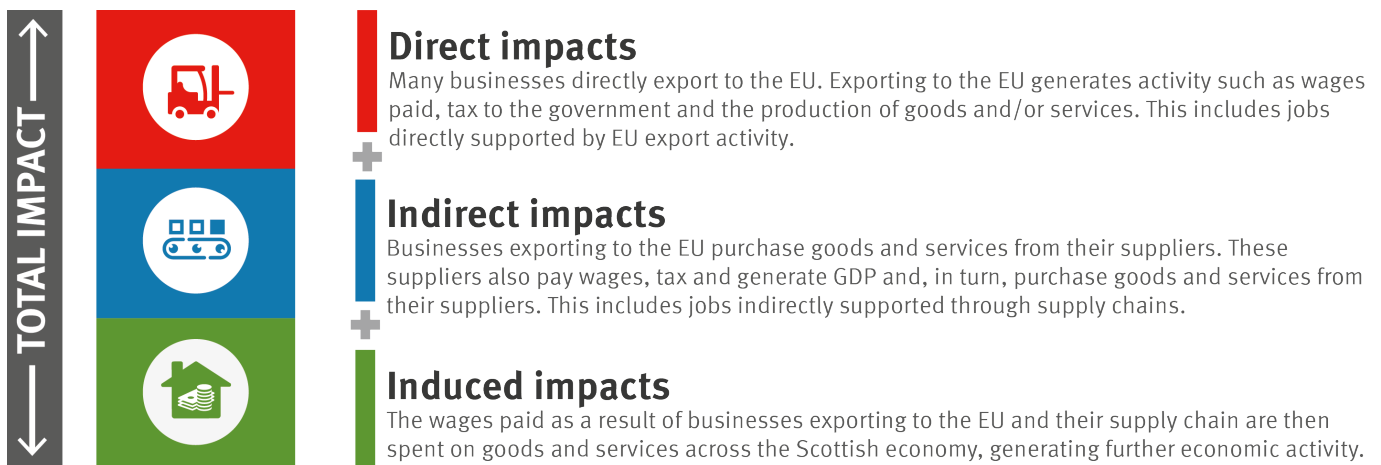 TOTAL IMPACT
Direct impacts
Many businesses directly export to the EU. Exporting to the EU generates activity such as wages
paid, tax to the government and the production of goods and/or services. This includes jobs
directly supported by EU export activity.
Indirect impacts
Businesses exporting to the EU purchase goods and services from their suppliers. These
suppliers also pay wages, tax and generate GDP and, in turn, purchase goods and services from
their suppliers. This includes jobs indirectly supported through supply chains.
Induced impacts
The wages paid as a result of businesses exporting to the EU and their supply chain are then
spent on goods and services across the Scottish economy, generating further economic activity.